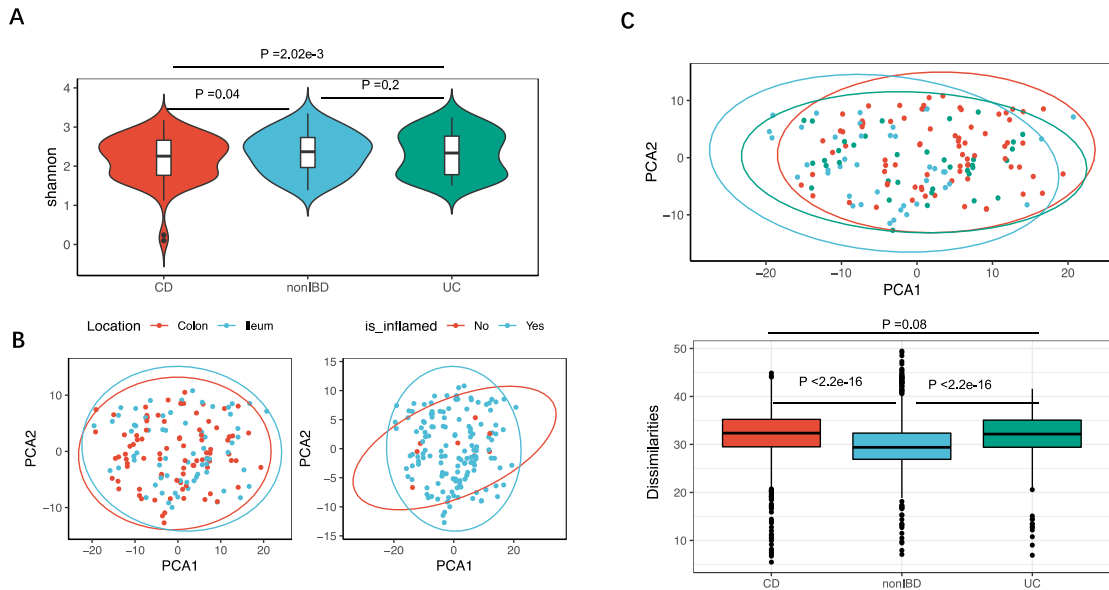 A
P =2.02e-3
P =0.04
P =0.2
4
3
2
1
0
shannon
CD
nonIBD
UC
B
Location
Colon
Ileum
is_inflamed
No
Yes
10
0
−10
PCA2
−20
−10
0
10
20
PCA1
15
10
5
0
−5
−10
−15
PCA2
−20
0
20
PCA1
C
10
0
−10
PCA2
−20
−10
0
10
20
PCA1
P =0.08
P <2.2e-16
P <2.2e-16
50
40
30
20
10
Dissimilarities
CD
nonIBD
UC